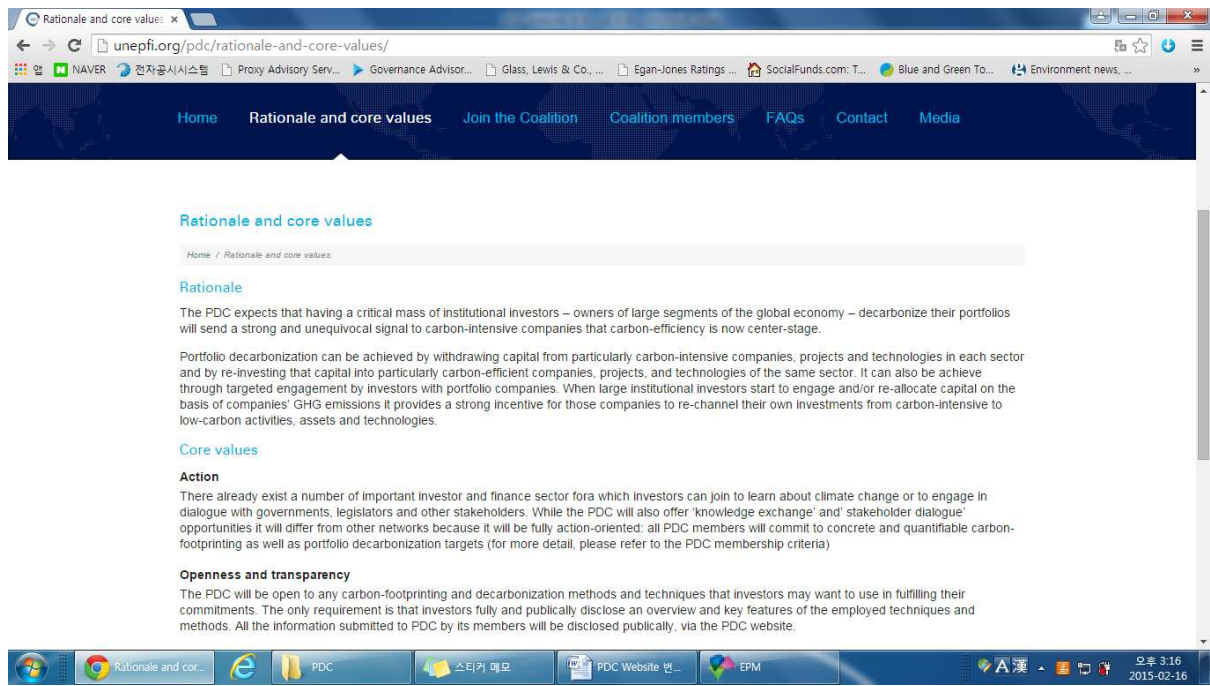 Rationale and core values
unepfi.org/pdc/rationale-and-core-values/
앱 NAVER 전자공시시스템 Proxy Advisory Serv... Governance Advisor... Glass, Lewis & Co., ... Egan-Jones Ratings ... SocialFunds.com: T... Blue and Green To... Environment news, ... »
Home Rationale and core values Join the Coalition Coalition members FAQs Contact Media
Rationale and core values
Home / Rationale and core values
Rationale
The PDC expects that having a critical mass of institutional investors – owners of large segments of the global economy – decarbonize their portfolios
will send a strong and unequivocal signal to carbon-intensive companies that carbon-efficiency is now center-stage.
Portfolio decarbonization can be achieved by withdrawing capital from particularly carbon-intensive companies, projects and technologies in each sector
and by re-investing that capital into particularly carbon-efficient companies, projects, and technologies of the same sector. It can also be achieve
through targeted engagement by investors with portfolio companies. When large institutional investors start to engage and/or re-allocate capital on the
basis of companies' GHG emissions it provides a strong incentive for those companies to re-channel their own investments from carbon-intensive to
low-carbon activities, assets and technologies.
Core values
Action
There already exist a number of important investor and finance sector fora which investors can join to learn about climate change or to engage in
dialogue with governments, legislators and other stakeholders. While the PDC will also offer 'knowledge exchange' and' stakeholder dialogue'
opportunities it will differ from other networks because it will be fully action-oriented: all PDC members will commit to concrete and quantifiable carbon-
footprinting as well as portfolio decarbonization targets (for more detail, please refer to the PDC membership criteria)
Openness and transparency
The PDC will be open to any carbon-footprinting and decarbonization methods and techniques that investors may want to use in fulfilling their
commitments. The only requirement is that investors fully and publically disclose an overview and key features of the employed techniques and
methods. All the information submitted to PDC by its members will be disclosed publically, via the PDC website.
Rationale and cor... PDC 스티커 메모 PDC Website 번... EPM A 漢 오후 3:16
2015-02-16